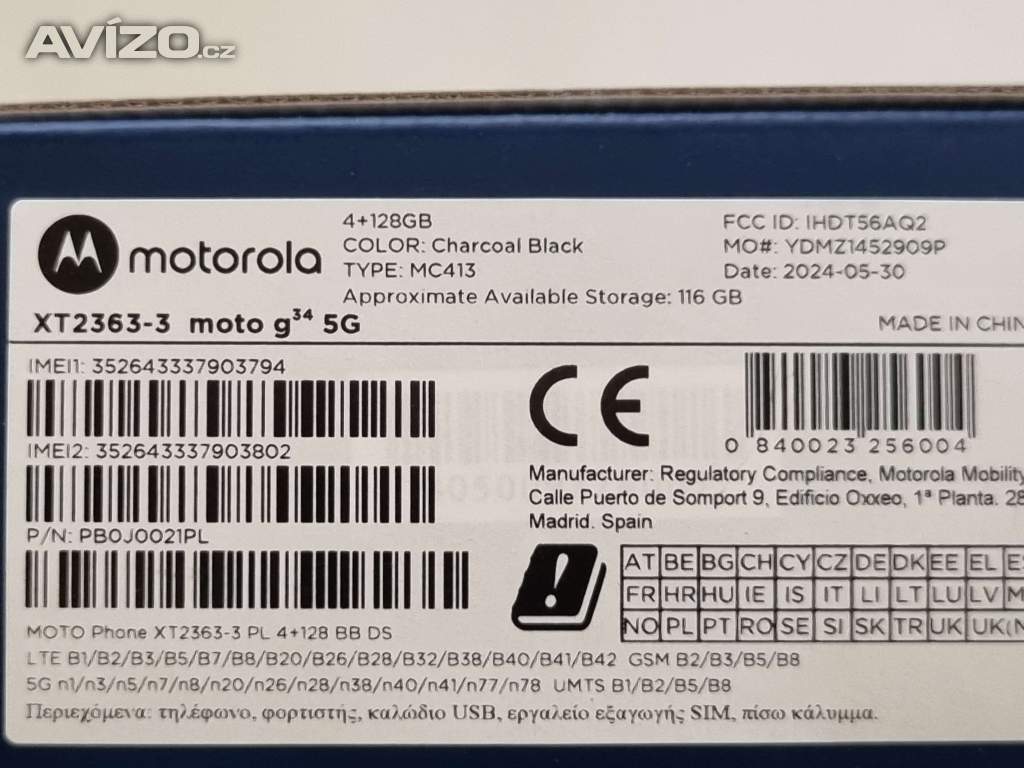 AVÍZO.cz
motorola
4+128GB
COLOR: Charcoal Black
TYPE: MC413
Approximate Available Storage: 116 GB
FCC ID: IHDT56AQ2
MO#: YDMZ1452909P
Date: 2024-05-30
XT2363-3 moto g34 5G
MADE IN CHIN
IMEI1: 352643337903794
IMEI2: 352643337903802
P/N: PB0J0021PL
MOTO Phone XT2363-3 PL 4+128 BB DS
CE
0 840023 256004
Manufacturer: Regulatory Compliance, Motorola Mobility
Calle Puerto de Somport 9, Edificio Oxxeo, 1ª Planta. 28
Madrid. Spain
AT BE BG CH CY CZ DE DK EE EL ES
FR HR HU IE IS IT LI LT LU LV M
NO PL PT RO SE SI SK TR UK UK(N
LTE B1/B2/B3/B5/B7/B8/B20/B26/B28/B32/B38/B40/B41/B42 GSM B2/B3/B5/B8
5G n1/n3/n5/n7/n8/n20/n26/n28/n38/n40/n41/n77/n78 UMTS B1/B2/B5/B8
Περιεχόμενα: τηλέφωνο, φορτιστής, καλώδιο USB, εργαλείο εξαγωγής SIM, πίσω κάλυμμα.